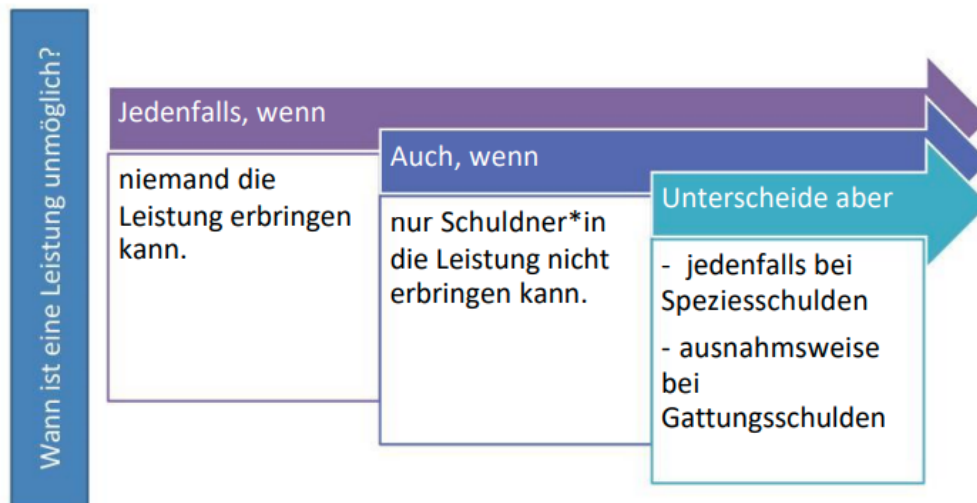 Wann ist eine Leistung unmöglich?
Jedenfalls, wenn
niemand die
Leistung erbringen
kann.
Auch, wenn
nur Schuldner*in
die Leistung nicht
erbringen kann.
Unterscheide aber
- jedenfalls bei
Speziesschulden
- ausnahmsweise
bei
Gattungsschulden